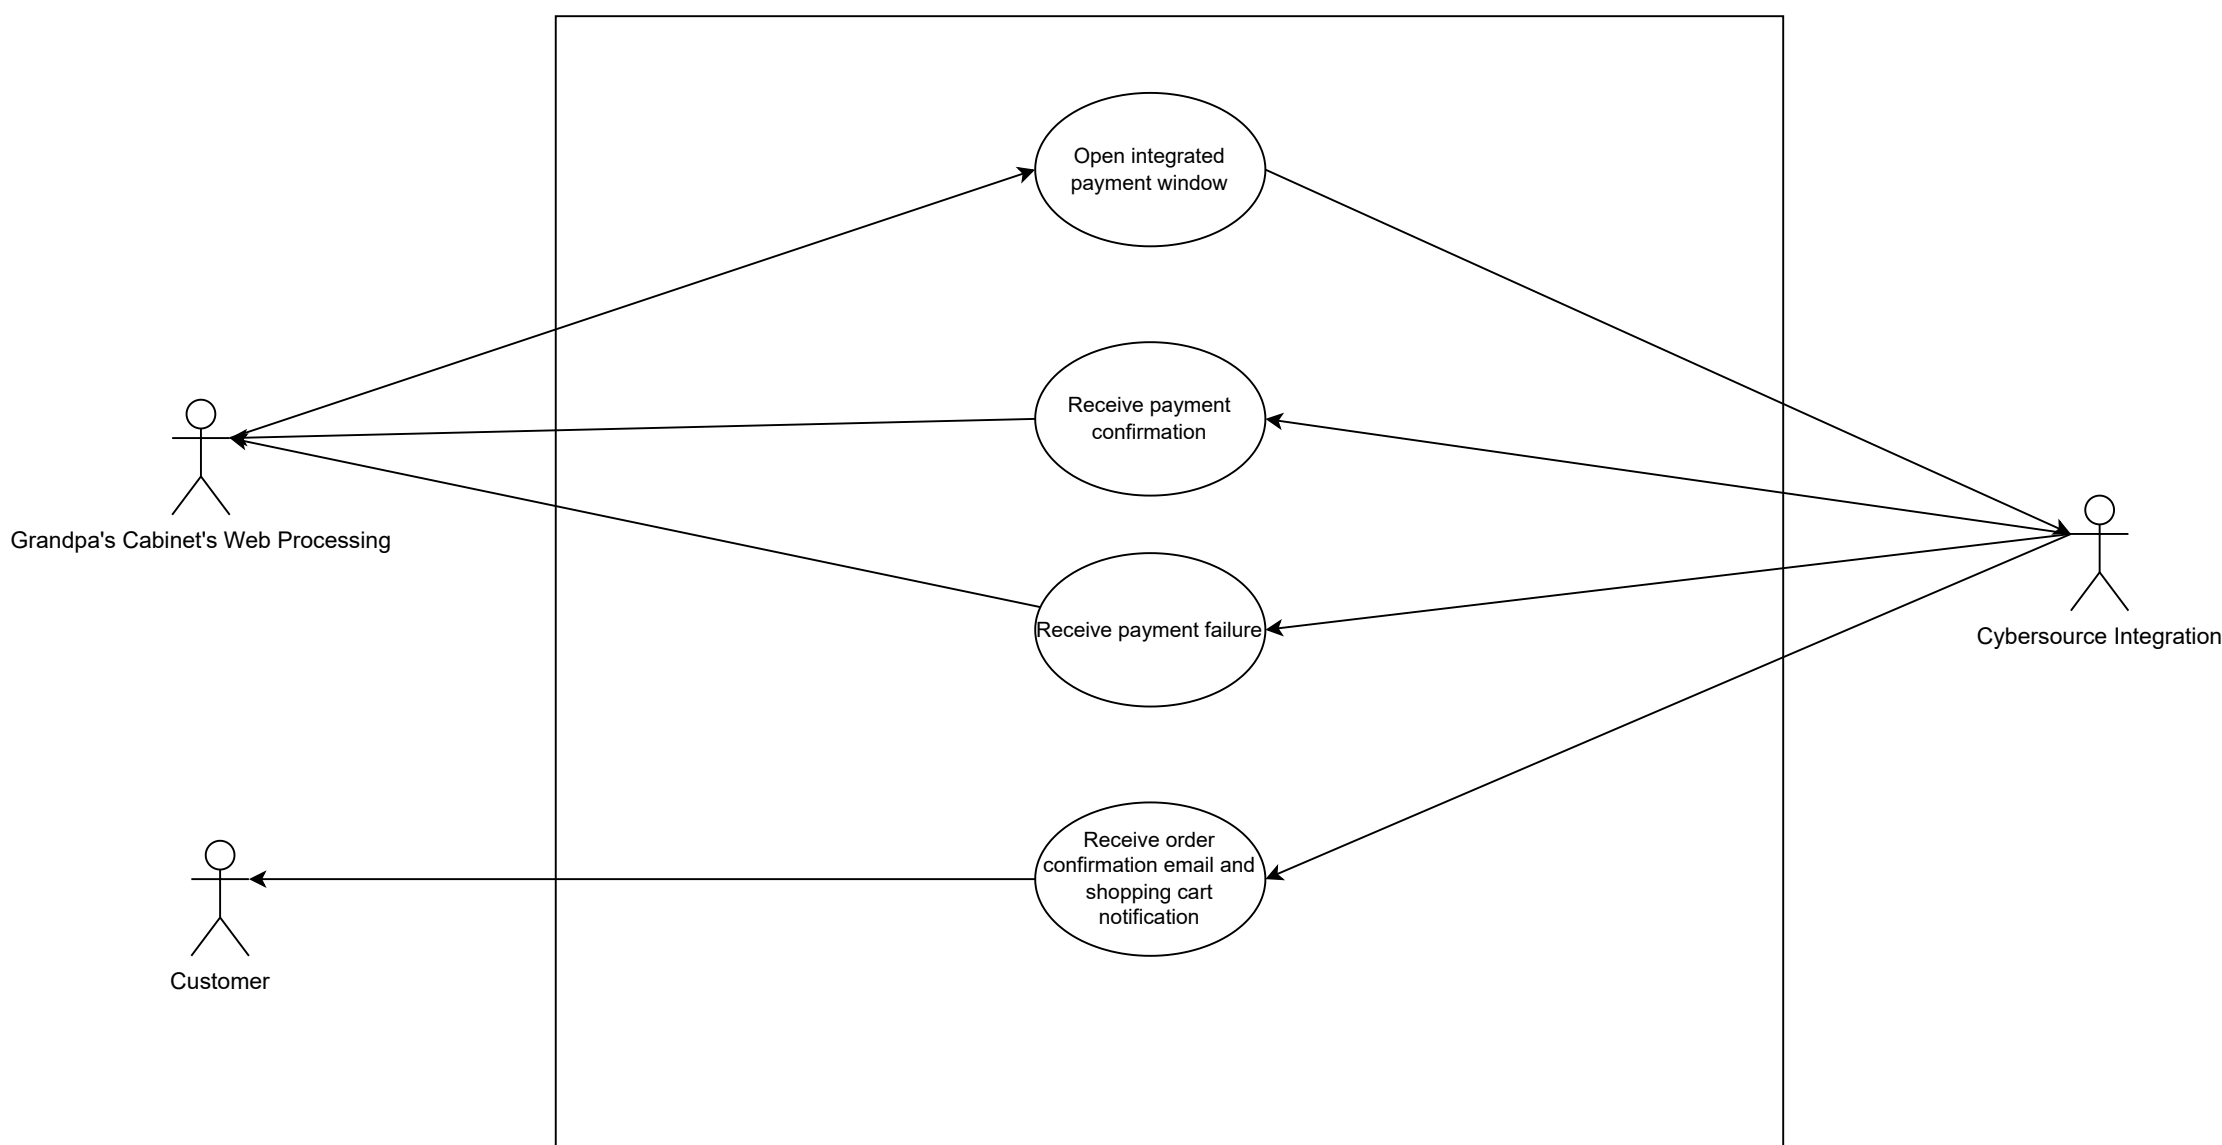 Open integrated
payment window
Receive payment
confirmation
Grandpa's Cabinet's Web Processing
Receive payment failure
Cybersource Integration
Receive order
confirmation email and
shopping cart
notification
Customer